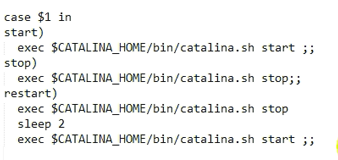 case $1 in
start)
  exec $CATALINA_HOME/bin/catalina.sh start ;;
stop)
  exec $CATALINA_HOME/bin/catalina.sh stop;;
restart)
  exec $CATALINA_HOME/bin/catalina.sh stop
  sleep 2
  exec $CATALINA_HOME/bin/catalina.sh start ;;